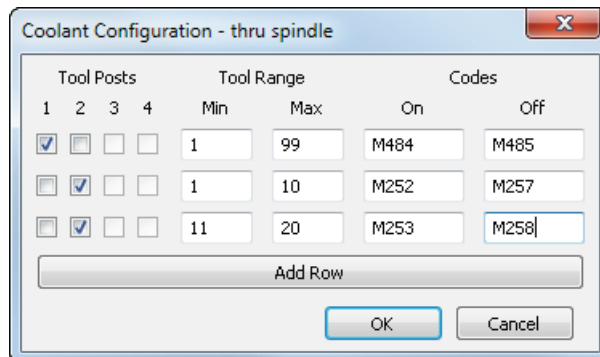 Coolant Configuration - thru spindle
Tool Posts Tool Range Codes
1 2 3 4 Min Max On Off
1 99 M484 M485
1 10 M252 M257
11 20 M253 M258
Add Row
OK Cancel